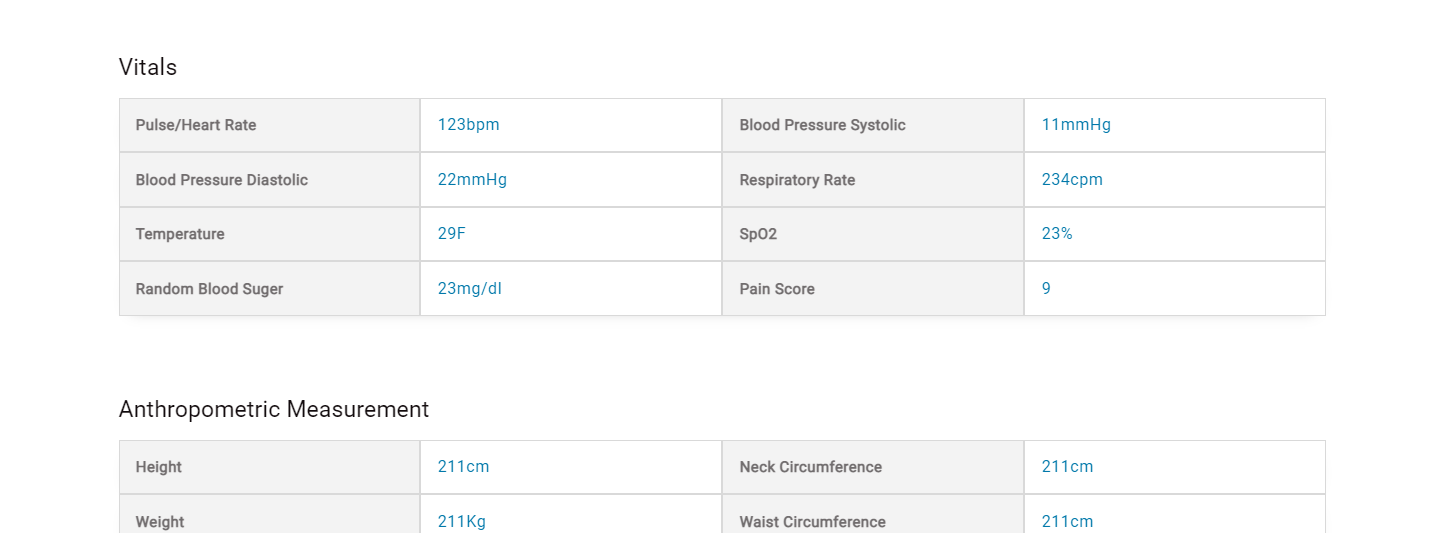 Vitals
Pulse/Heart Rate 123bpm Blood Pressure Systolic 11mmHg
Blood Pressure Diastolic 22mmHg Respiratory Rate 234cpm
Temperature 29F SpO2 23%
Random Blood Suger 23mg/dl Pain Score 9
Anthropometric Measurement
Height 211cm Neck Circumference 211cm
Weight 211Kg Waist Circumference 211cm